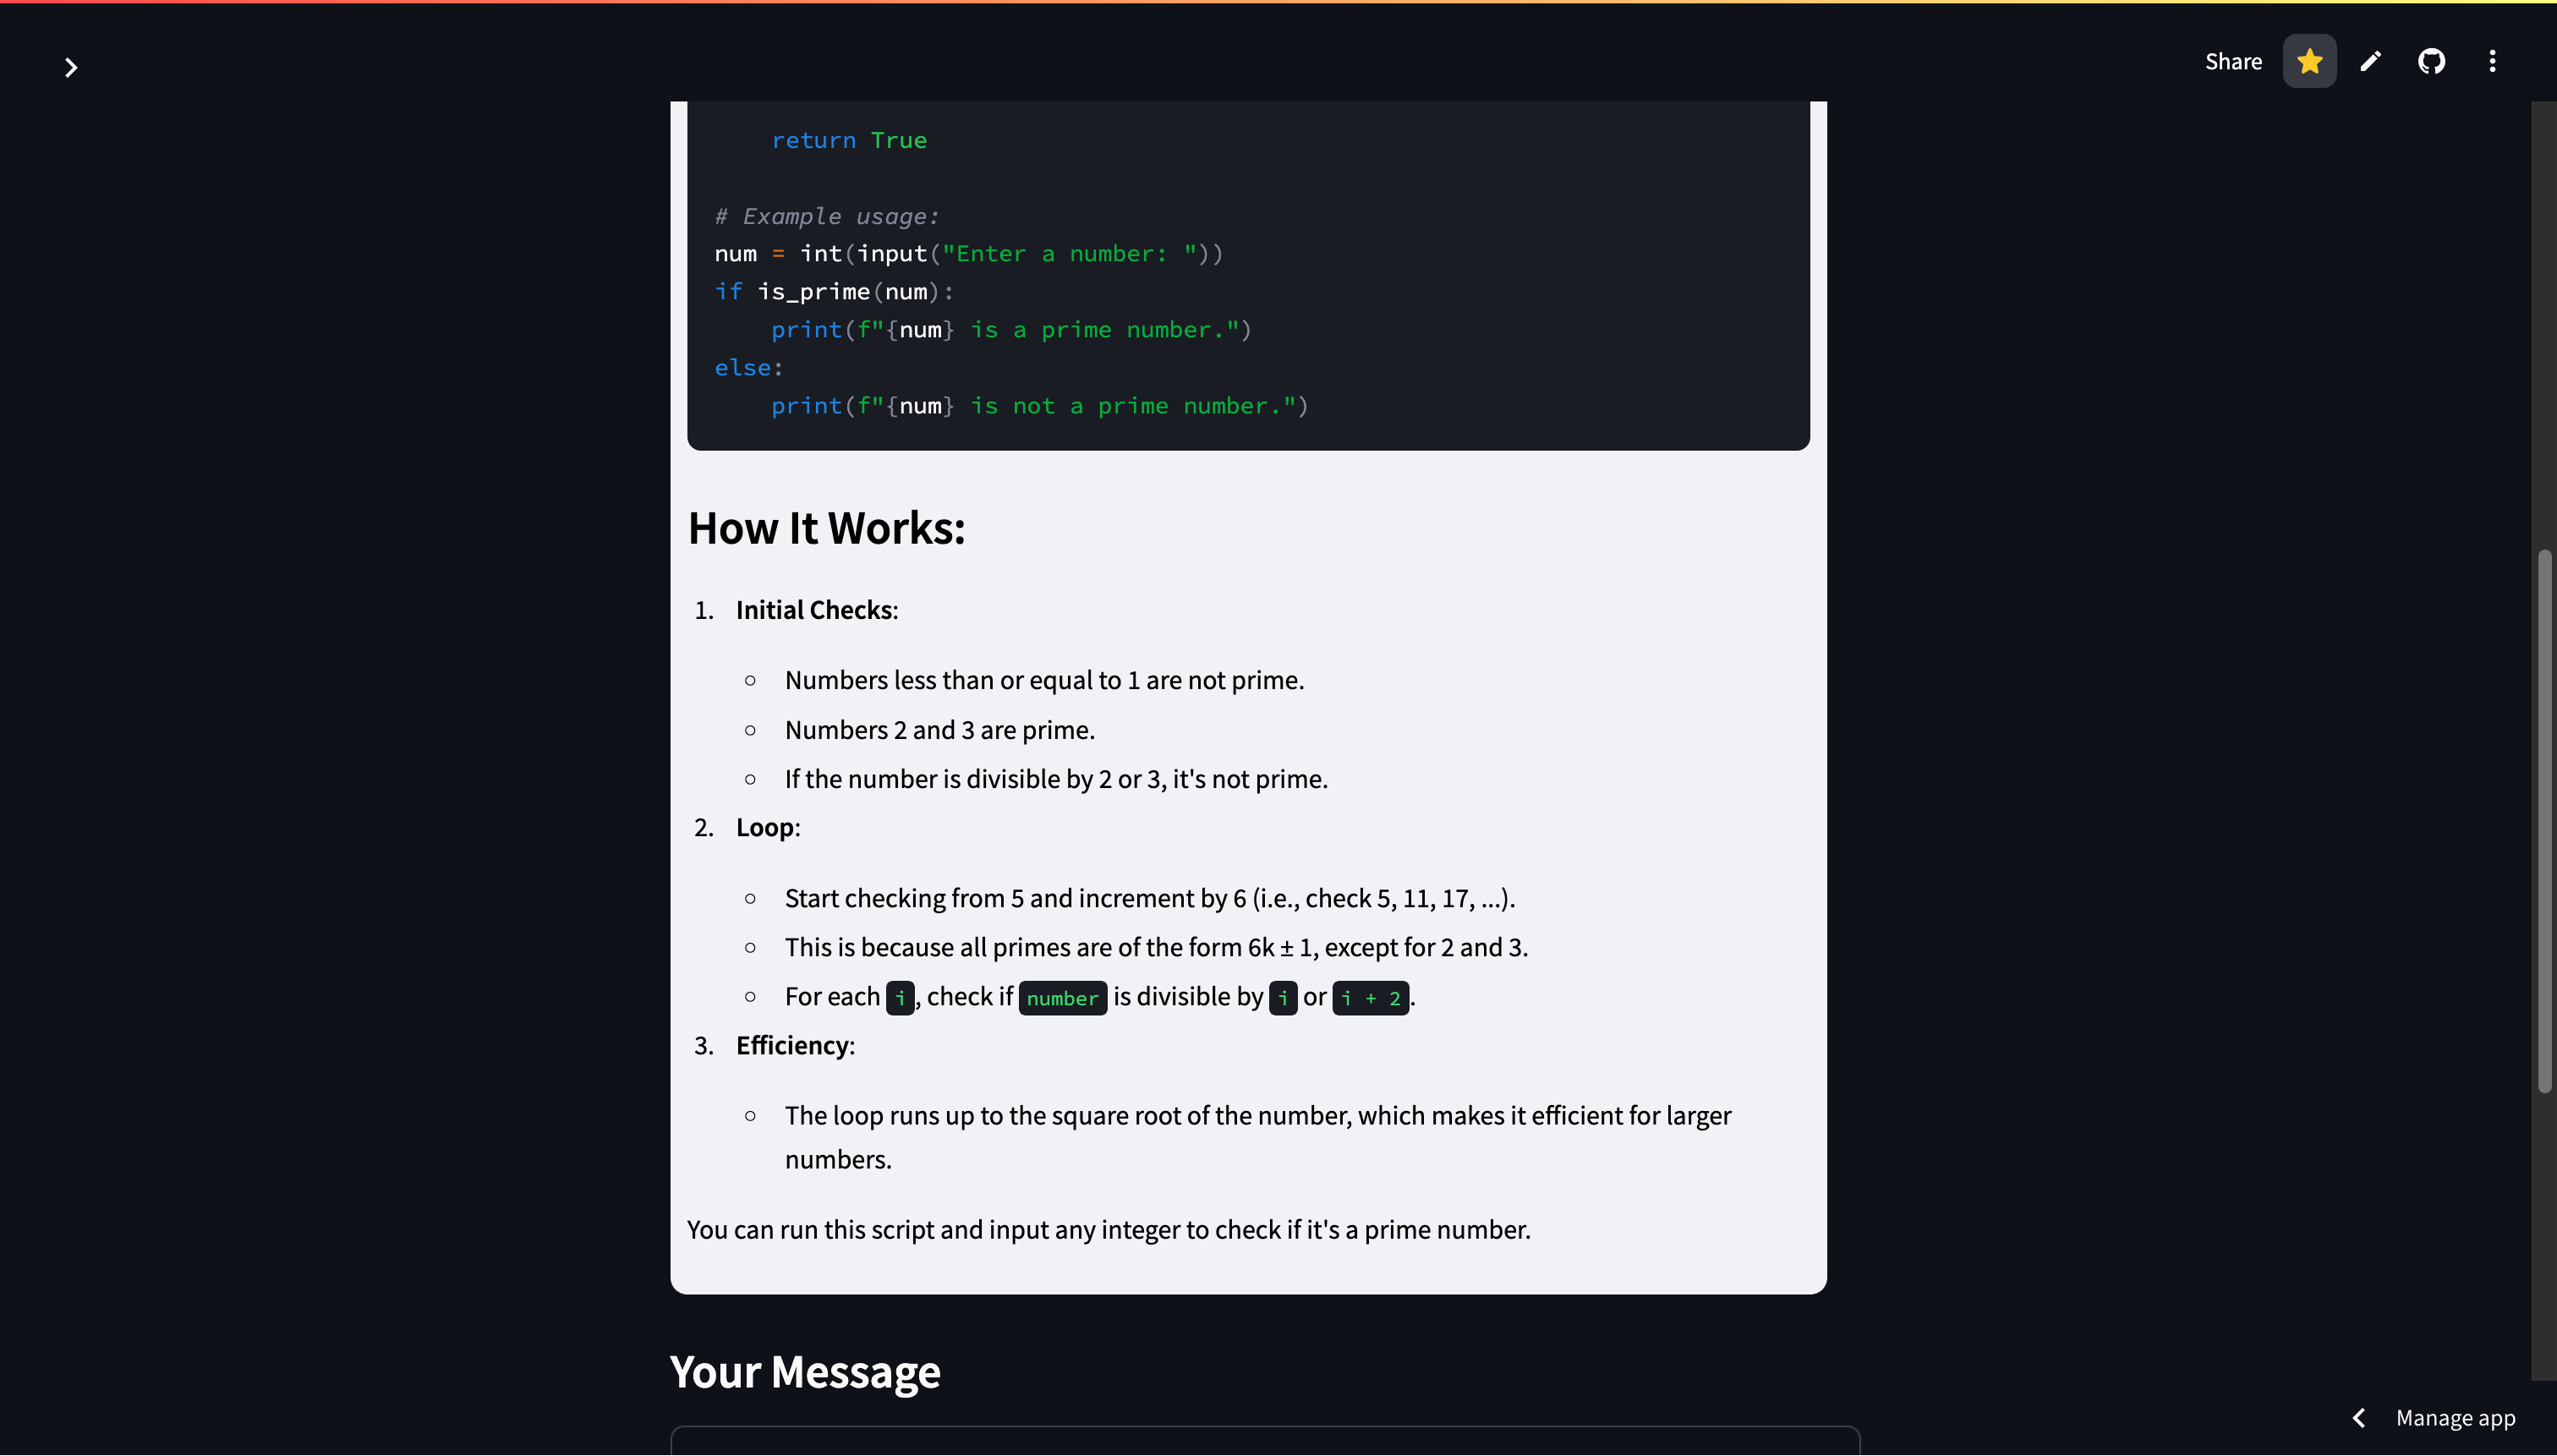 Share
return True
# Example usage:
num = int(input("Enter a number: "))
if is_prime(num):
    print(f"{num} is a prime number.")
else:
    print(f"{num} is not a prime number.")
How It Works:
1. Initial Checks:
○ Numbers less than or equal to 1 are not prime.
○ Numbers 2 and 3 are prime.
○ If the number is divisible by 2 or 3, it's not prime.
2. Loop:
○ Start checking from 5 and increment by 6 (i.e., check 5, 11, 17, ...).
○ This is because all primes are of the form 6k ± 1, except for 2 and 3.
○ For each i, check if number is divisible by i or i + 2.
3. Efficiency:
○ The loop runs up to the square root of the number, which makes it efficient for larger
numbers.
You can run this script and input any integer to check if it's a prime number.
Your Message
Manage app